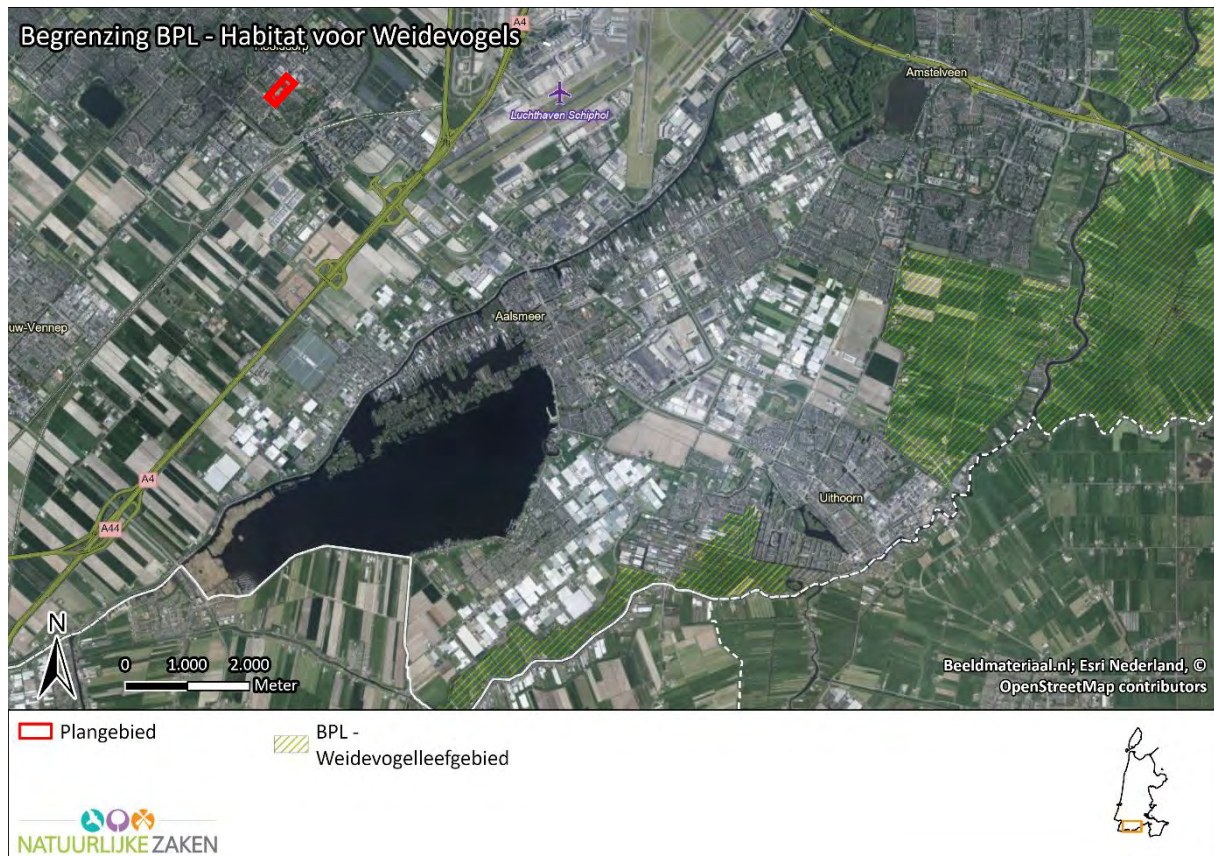 Begrenzing BPL - Habitat voor Weidevogels
A4
Amstelveen
Luchthaven Schiphol
Aalsmeer
uw-Vennep
A4
Uithoorn
A44
N
0 1.000 2.000
Meter
Beeldmateriaal.nl; Esri Nederland, ©
OpenStreetMap contributors
Plangebied
BPL -
Weidevogelleefgebied
NATUURLIJKE ZAKEN